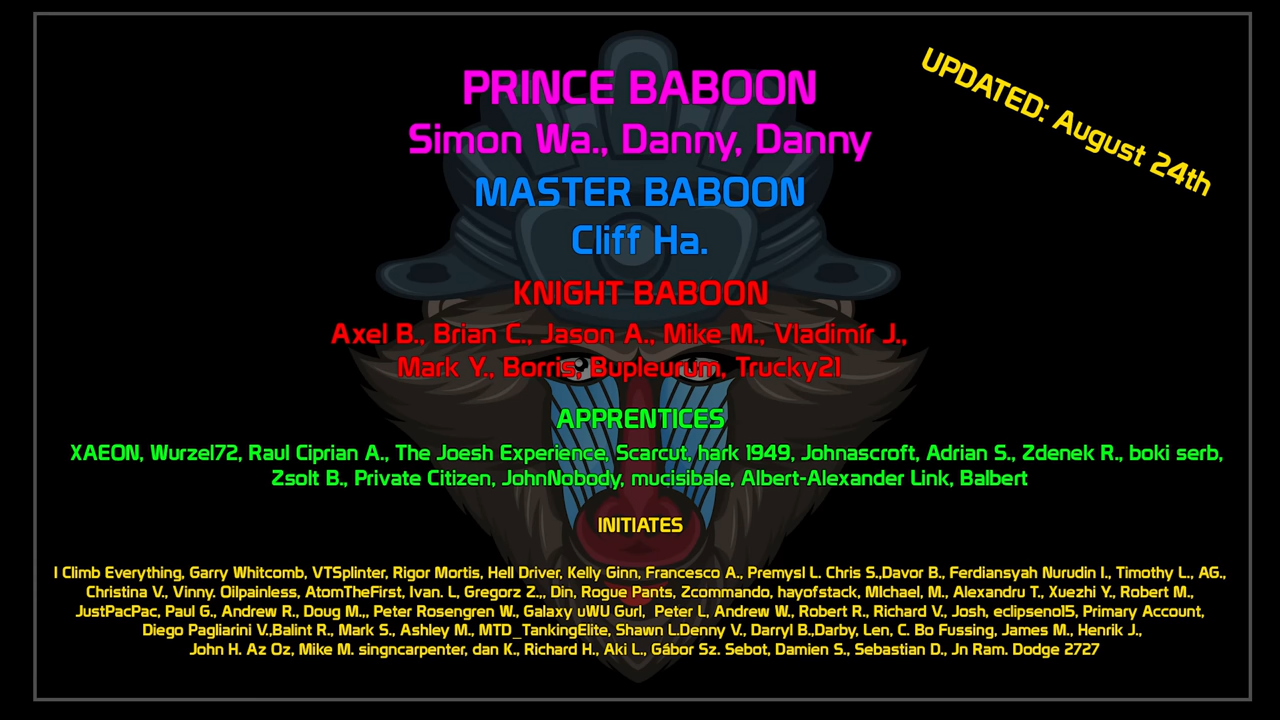 PRINCE BABOON
UPDATED: August 24th
Simon Wa., Danny, Danny
MASTER BABOON
Cliff Ha.
KNIGHT BABOON
Axel B., Brian C., Jason A., Mike M., Vladimír J.,
Mark Y., Borris, Bupleurum, Trucky21
APPRENTICES
XAEON, Wurzel72, Raul Ciprian A., The Joesh Experience, Scarcut, hark 1949, Johnascroft, Adrian S., Zdenek R., boki serb,
Zsolt B., Private Citizen, JohnNobody, mucisibale, Albert-Alexander Link, Balbert
INITIATES
I Climb Everything, Garry Whitcomb, VTSplinter, Rigor Mortis, Hell Driver, Kelly Ginn, Francesco A., Premysl L. Chris S.,Davor B., Ferdiansyah Nurudin I., Timothy L., AG.,
Christina V., Vinny. Oilpainless, AtomTheFirst, Ivan. L, Gregorz Z.,, Din, Rogue Pants, Zcommando, hayofstack, MIchael, M., Alexandru T., Xuezhi Y., Robert M.,
JustPacPac, Paul G., Andrew R., Doug M.,, Peter Rosengren W., Galaxy uWU Gurl, Peter L, Andrew W., Robert R., Richard V., Josh, eclipseno15, Primary Account,
Diego Pagliarini V.,Balint R., Mark S., Ashley M., MTD_TankingElite, Shawn L.Denny V., Darryl B.,Darby, Len, C. Bo Fussing, James M., Henrik J.,
John H. Az Oz, Mike M. singncarpenter, dan K., Richard H., Aki L., Gábor Sz. Sebot, Damien S., Sebastian D., Jn Ram. Dodge 2727